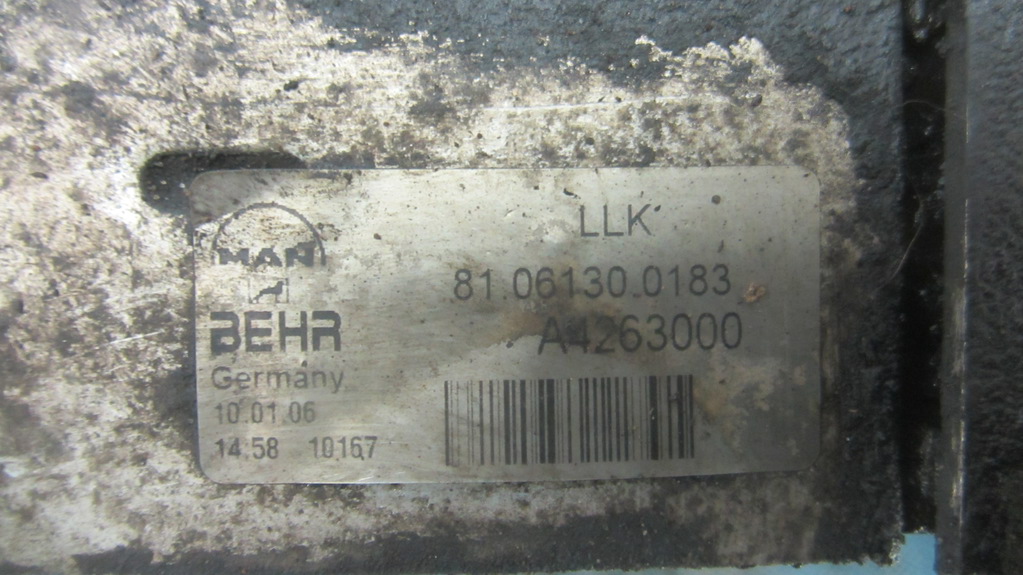 MAN
BEHR
Germany
10.01.06
14.58 10167
LLK
81.06130.0183
A4263000